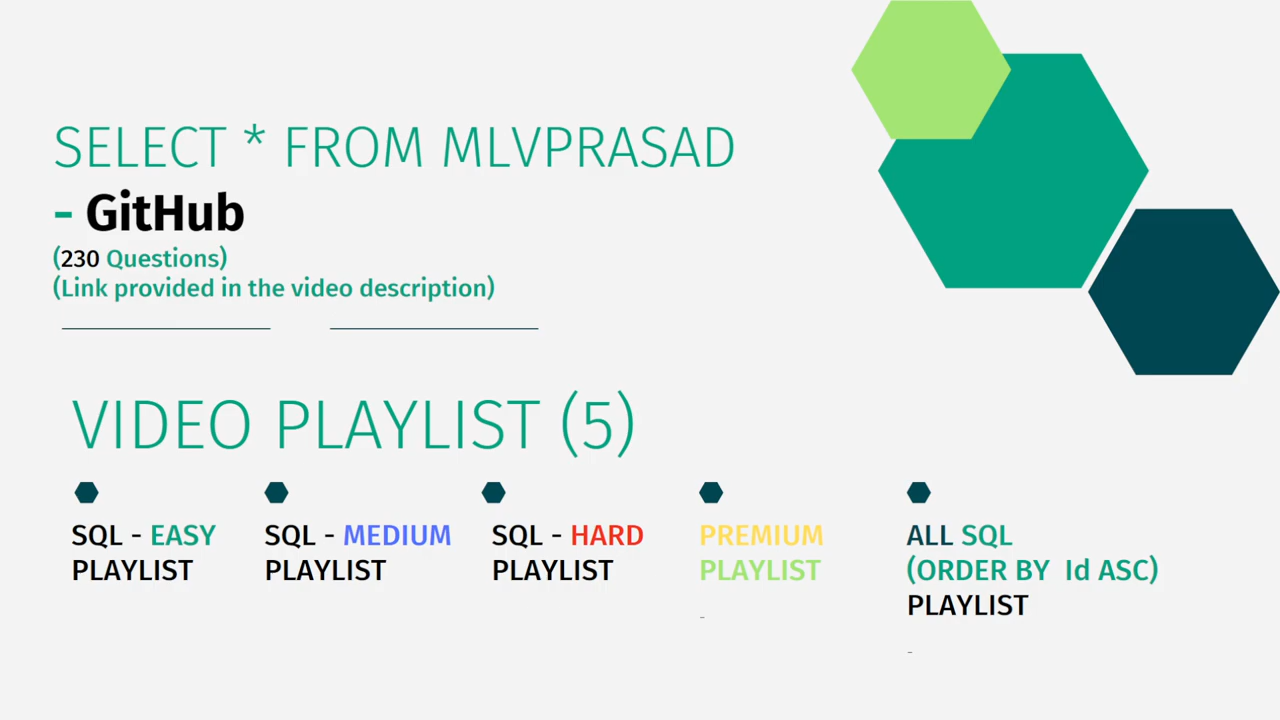 SELECT * FROM MLVPRASAD
- GitHub
(230 Questions)
(Link provided in the video description)
VIDEO PLAYLIST (5)
SQL - EASY
PLAYLIST
SQL - MEDIUM
PLAYLIST
SQL - HARD
PLAYLIST
PREMIUM
PLAYLIST
-
ALL SQL
(ORDER BY Id ASC)
PLAYLIST
-